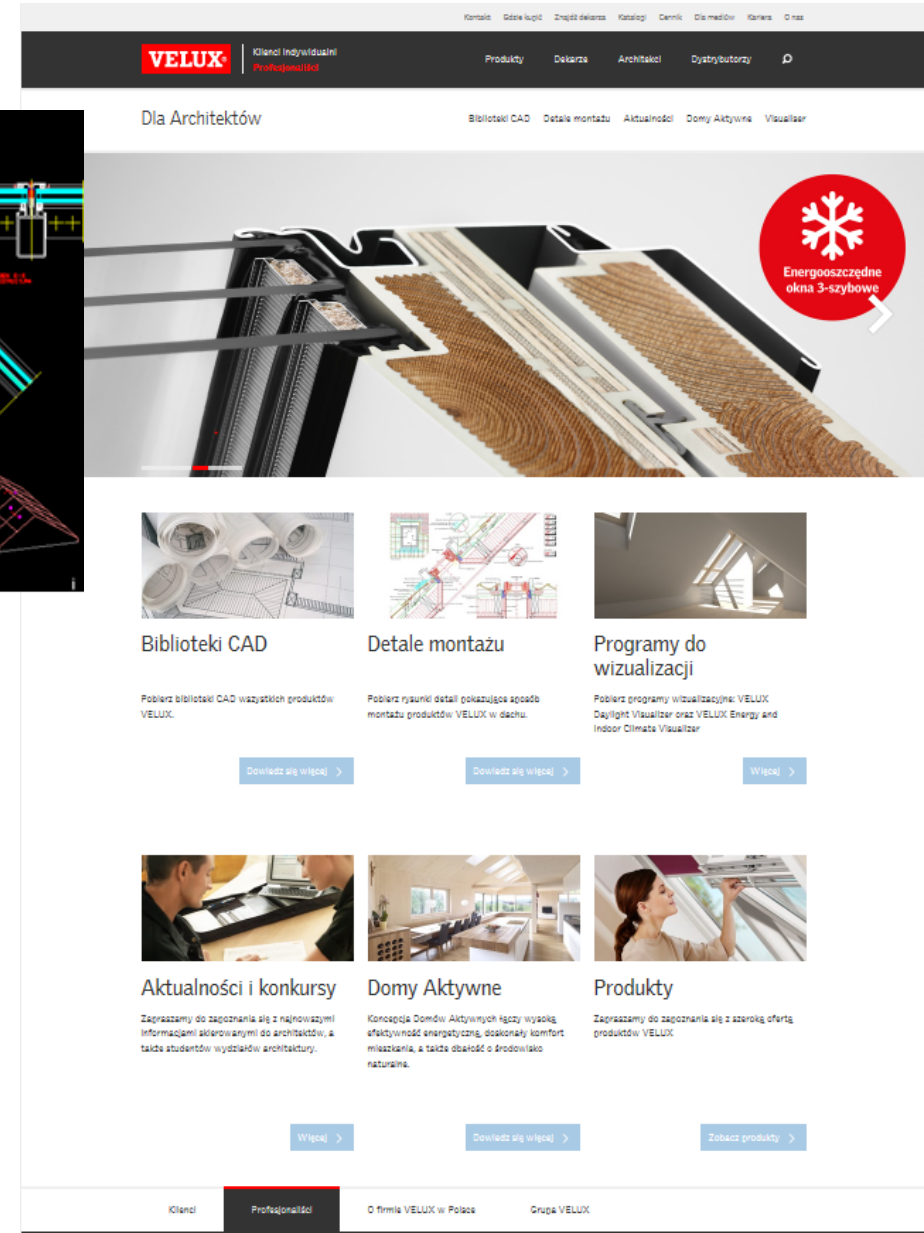 Kontakt Gdzie kupić Znajdź dekarza Katalogi Cennik Dla mediów Kariera O nas
VELUX®
Klienci indywidualni
Profesjonaliści
Produkty Dekarze Architekci Dystrybutorzy
Dla Architektów
Biblioteki CAD Detale montażu Aktualności Domy Aktywne Visualiser
Energooszczędne
okna 3-szybowe
Biblioteki CAD
Pobierz biblioteki CAD wszystkich produktów
VELUX.
Dowiedz się więcej
Detale montażu
Pobierz rysunki detali pokazujące sposób
montażu produktów VELUX w dachu.
Dowiedz się więcej
Programy do
wizualizacji
Pobierz programy wizualizacyjne: VELUX
Daylight Visualizer oraz VELUX Energy and
Indoor Climate Visualizer
Więcej
Aktualności i konkursy
Zapraszamy do zapoznania się z najnowszymi
informacjami skierowanymi do architektów, a
także studentów wydziałów architektury.
Więcej
Domy Aktywne
Koncepcja Domów Aktywnych łączy wysoką
efektywność energetyczną, doskonały komfort
mieszkania, a także dbałość o środowisko
naturalne.
Dowiedz się więcej
Produkty
Zapraszamy do zapoznania się z szeroką ofertą
produktów VELUX
Zobacz produkty
Klienci Profesjonaliści O firmie VELUX w Polsce Grupa VELUX